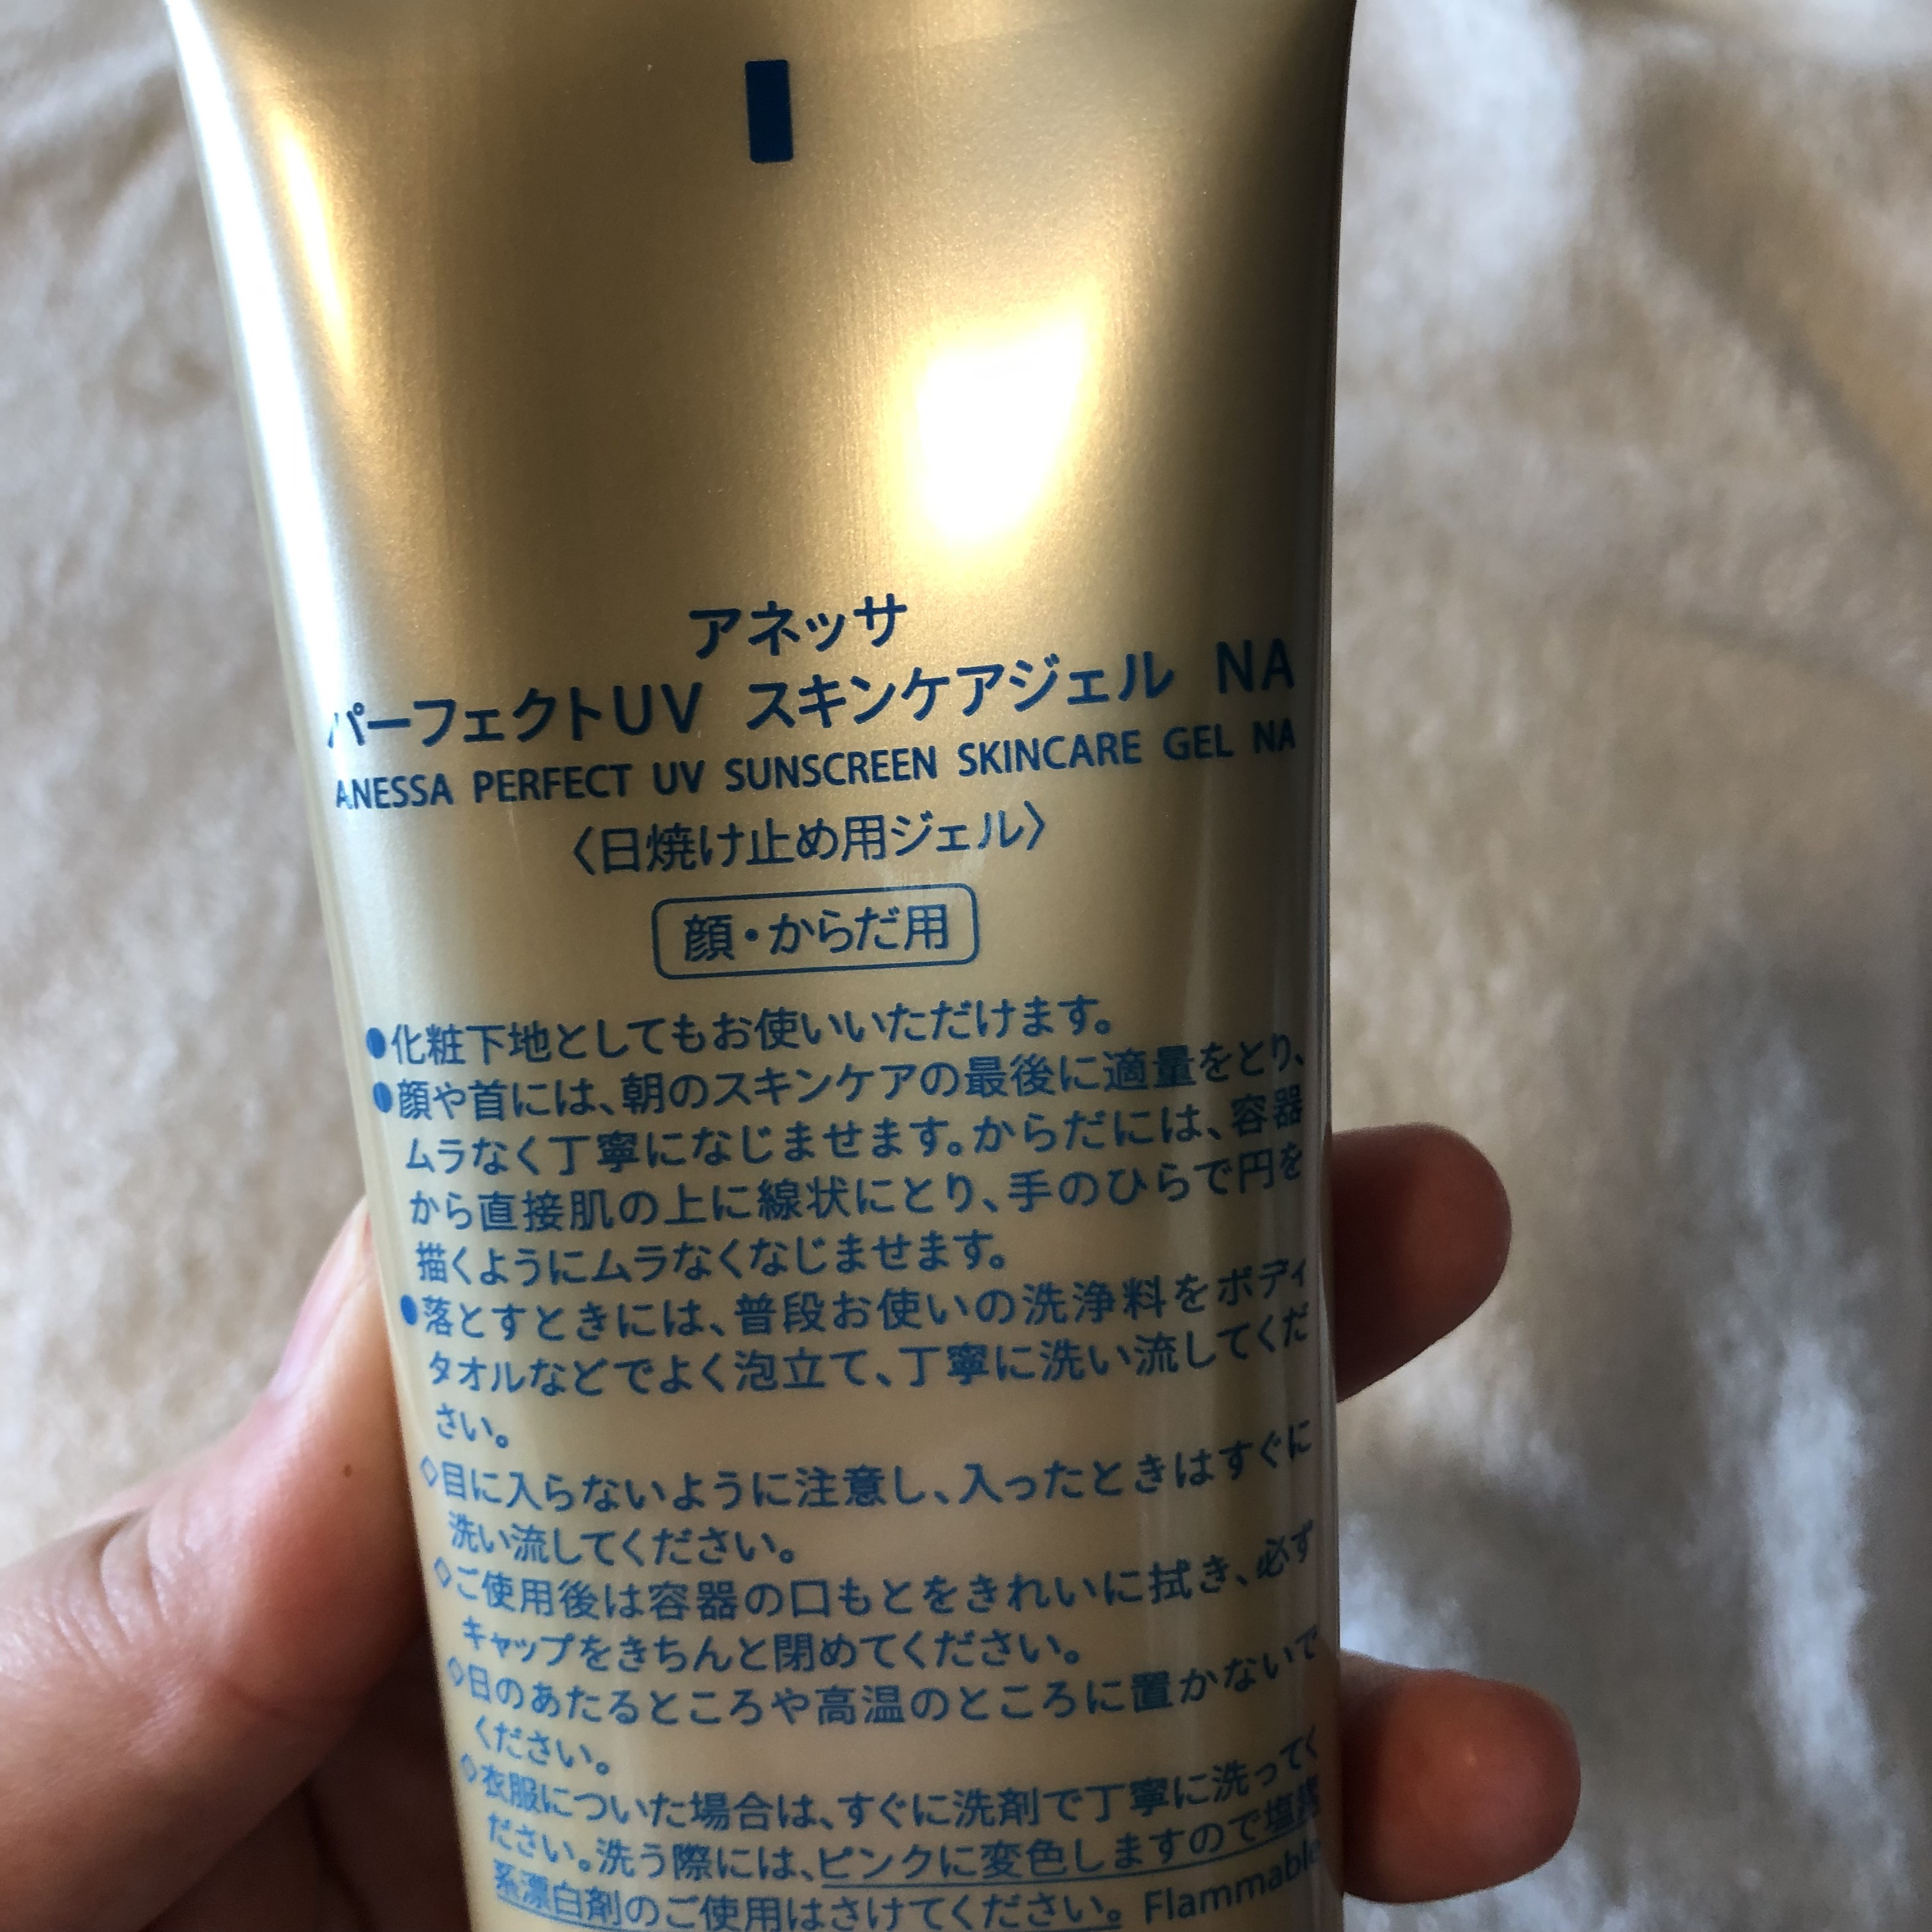 アネッサ
パーフェクトUV スキンケアジェル NA
ANESSA PERFECT UV SUNSCREEN SKINCARE GEL NA
〈日焼け止め用ジェル〉
顔・からだ用
●化粧下地としてもお使いいただけます。
●顔や首には、朝のスキンケアの最後に適量をとり、
ムラなく丁寧になじませます。からだには、容器
から直接肌の上に線状にとり、手のひらで円を
描くようにムラなくなじませます。
●落とすときには、普段お使いの洗浄料をボディ
タオルなどでよく泡立て、丁寧に洗い流してくだ
さい。
◇目に入らないように注意し、入ったときはすぐに
洗い流してください。
◇ご使用後は容器の口もとをきれいに拭き、必ず
キャップをきちんと閉めてください。
◇日のあたるところや高温のところに置かないで
ください。
◇衣服についた場合は、すぐに洗剤で丁寧に洗ってく
ださい。洗う際には、ピンクに変色しますので塩素
系漂白剤のご使用はさけてください。 Flammable